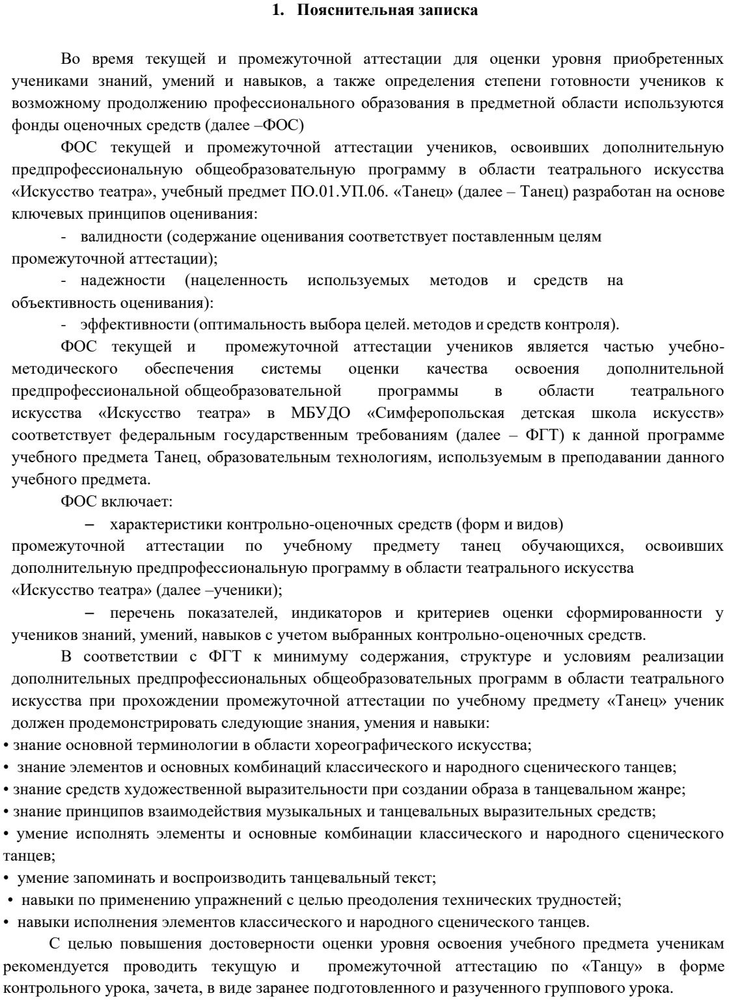 1. Пояснительная записка
Во время текущей и промежуточной аттестации для оценки уровня приобретенных
учениками знаний, умений и навыков, а также определения степени готовности учеников к
возможному продолжению профессионального образования в предметной области используются
фонды оценочных средств (далее –ФОС)
ФОС текущей и промежуточной аттестации учеников, освоивших дополнительную
предпрофессиональную общеобразовательную программу в области театрального искусства
«Искусство театра», учебный предмет ПО.01.УП.06. «Танец» (далее – Танец) разработан на основе
ключевых принципов оценивания:
- валидности (содержание оценивания соответствует поставленным целям
промежуточной аттестации);
- надежности (нацеленность используемых методов и средств на
объективность оценивания):
- эффективности (оптимальность выбора целей. методов и средств контроля).
ФОС текущей и промежуточной аттестации учеников является частью учебно-
методического обеспечения системы оценки качества освоения дополнительной
предпрофессиональной общеобразовательной программы в области театрального
искусства «Искусство театра» в МБУДО «Симферопольская детская школа искусств»
соответствует федеральным государственным требованиям (далее – ФГТ) к данной программе
учебного предмета Танец, образовательным технологиям, используемым в преподавании данного
учебного предмета.
ФОС включает:
– характеристики контрольно-оценочных средств (форм и видов)
промежуточной аттестации по учебному предмету танец обучающихся, освоивших
дополнительную предпрофессиональную программу в области театрального искусства
«Искусство театра» (далее –ученики);
– перечень показателей, индикаторов и критериев оценки сформированности у
учеников знаний, умений, навыков с учетом выбранных контрольно-оценочных средств.
В соответствии с ФГТ к минимуму содержания, структуре и условиям реализации
дополнительных предпрофессиональных общеобразовательных программ в области театрального
искусства при прохождении промежуточной аттестации по учебному предмету «Танец» ученик
должен продемонстрировать следующие знания, умения и навыки:
• знание основной терминологии в области хореографического искусства;
• знание элементов и основных комбинаций классического и народного сценического танцев;
• знание средств художественной выразительности при создании образа в танцевальном жанре;
• знание принципов взаимодействия музыкальных и танцевальных выразительных средств;
• умение исполнять элементы и основные комбинации классического и народного сценического
танцев;
• умение запоминать и воспроизводить танцевальный текст;
• навыки по применению упражнений с целью преодоления технических трудностей;
• навыки исполнения элементов классического и народного сценического танцев.
С целью повышения достоверности оценки уровня освоения учебного предмета ученикам
рекомендуется проводить текущую и промежуточной аттестацию по «Танцу» в форме
контрольного урока, зачета, в виде заранее подготовленного и разученного группового урока.